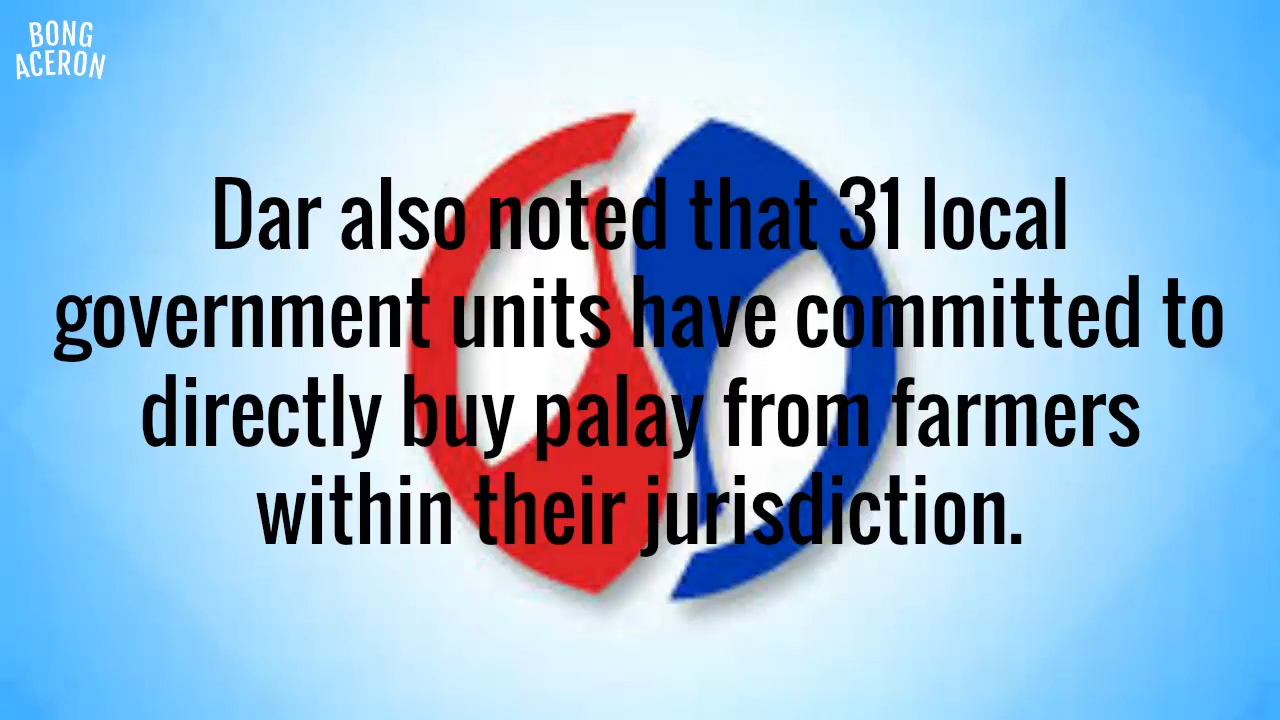 BONG
ACERON
Dar also noted that 31 local
government units have committed to
directly buy palay from farmers
within their jurisdiction.